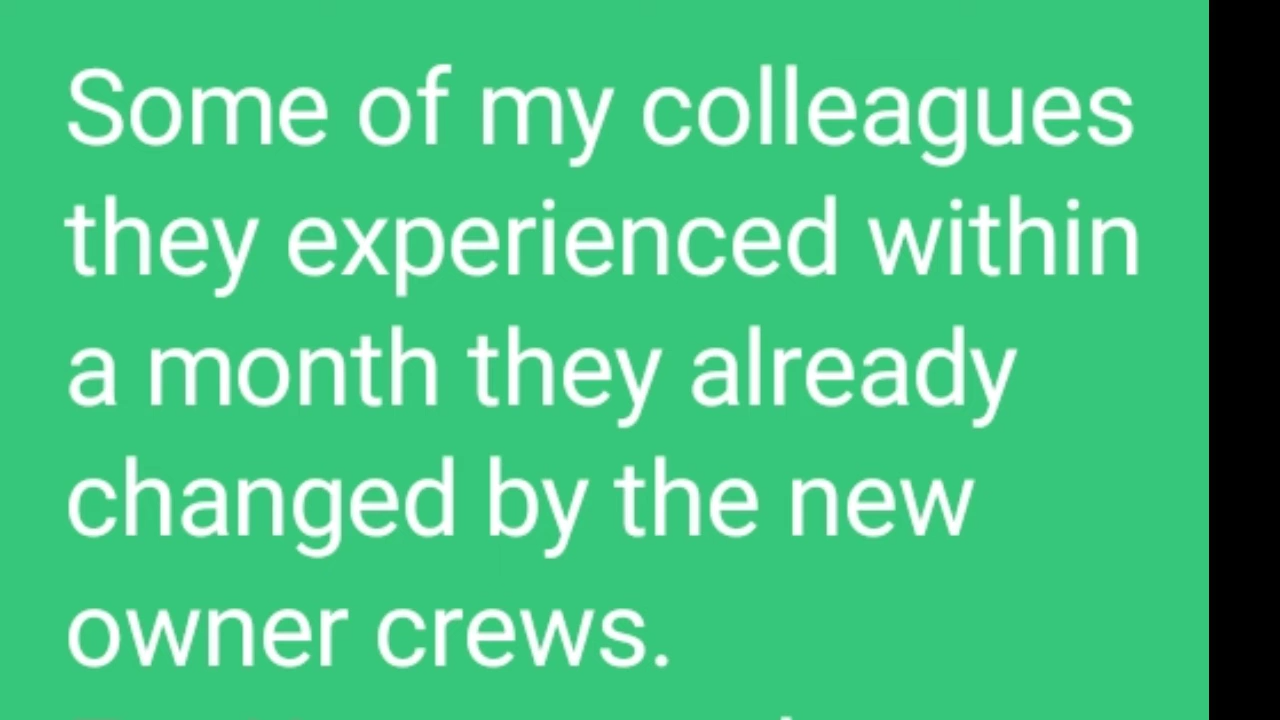 Some of my colleagues
they experienced within
a month they already
changed by the new
owner crews.